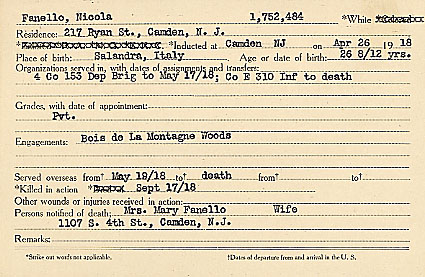 Fanello, Nicola 1,752,484 *White
Residence: 217 Ryan St., Camden, N. J.
*Inducted at Camden NJ on Apr 26 1918
Place of birth: Salandra, Italy Age or date of birth: 26 8/12 yrs.
Organizations served in, with dates of assignments and transfers:
4 Co 153 Dep Brig to May 17/18; Co E 310 Inf to death
Grades, with date of appointment:
Pvt.
Engagements: Bois de La Montagne Woods
Served overseas from† May 19/18 to† death from† to†
*Killed in action * Sept 17/18
Other wounds or injuries received in action:
Persons notified of death: Mrs. Mary Fanello Wife
1107 S. 4th St., Camden, N.J.
Remarks:
*Strike out words not applicable. †Dates of departure from and arrival in the U. S.